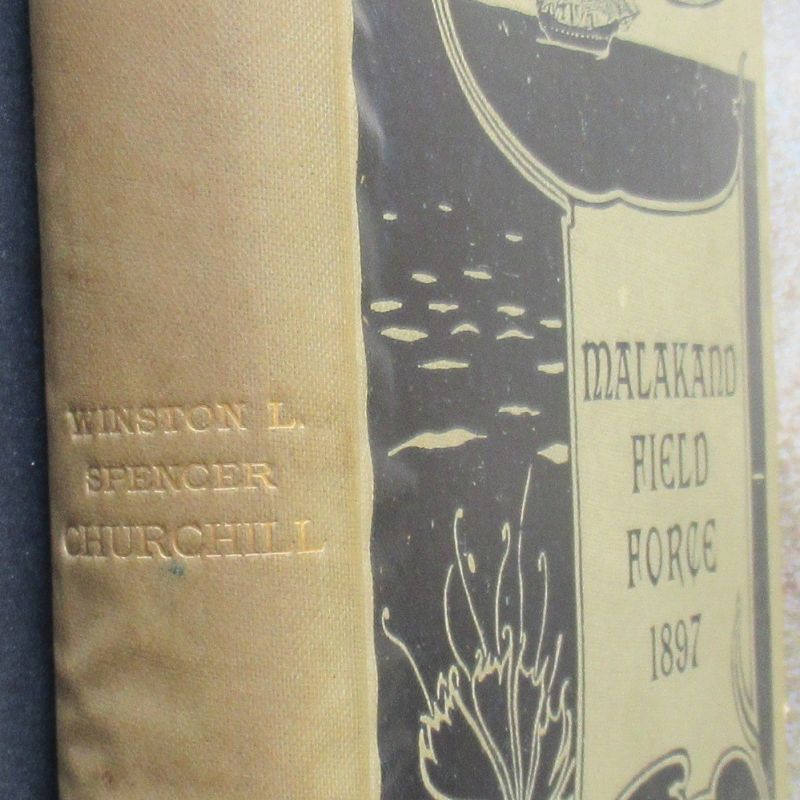 WINSTON L.
SPENCER
CHURCHILL
MALAKAND
FIELD
FORCE
1897